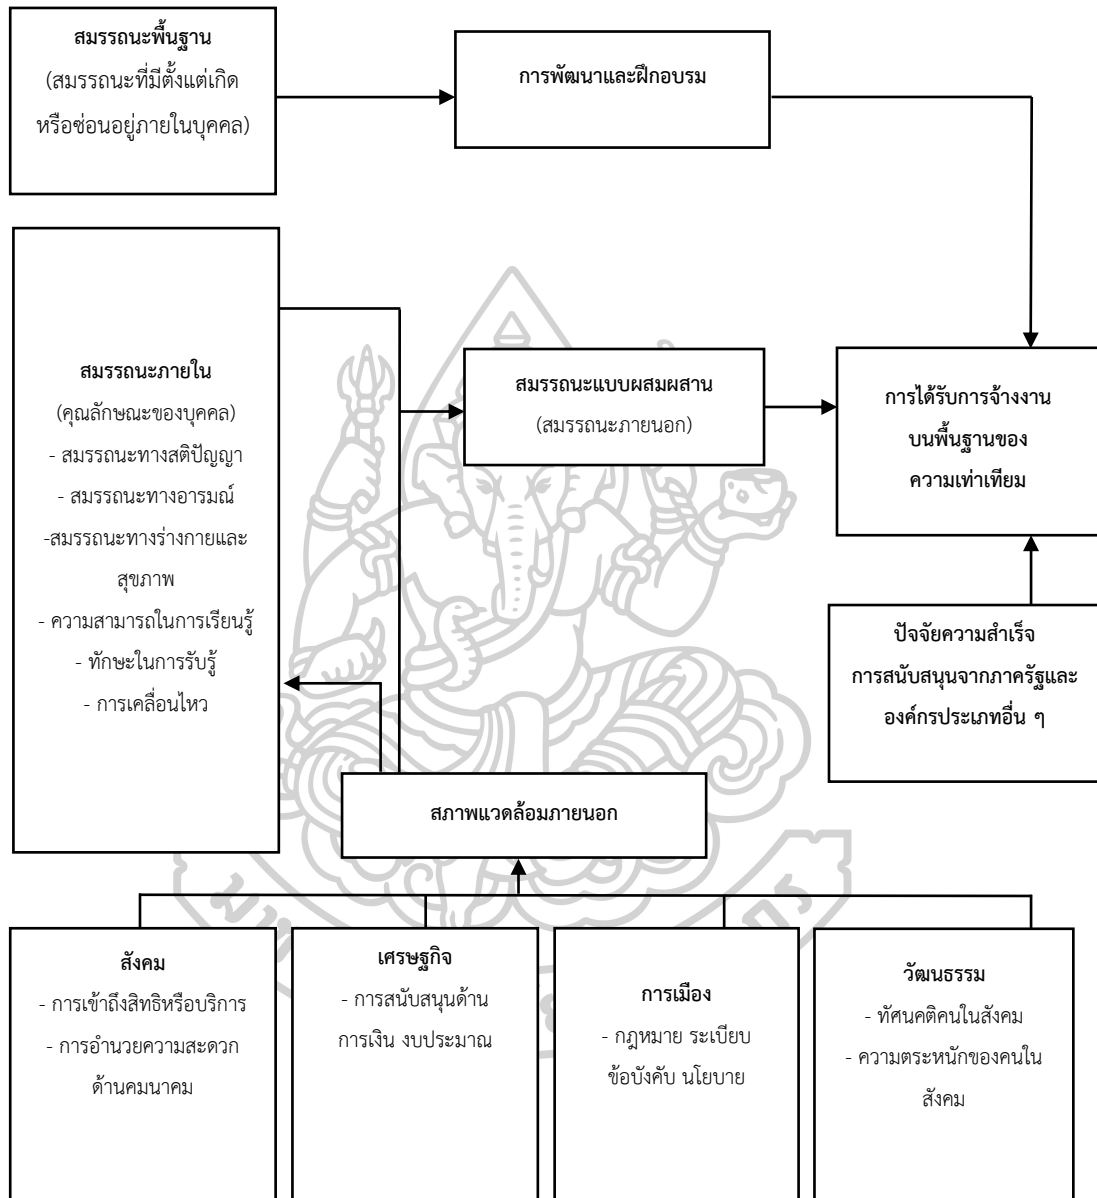 สมรรถนะพื้นฐาน
(สมรรถนะที่มีตั้งแต่เกิด
หรือซ่อนอยู่ภายในบุคคล)
การพัฒนาและฝึกอบรม
สมรรถนะภายใน
(คุณลักษณะของบุคคล)
- สมรรถนะทางสติปัญญา
- สมรรถนะทางอารมณ์
-สมรรถนะทางร่างกายและ
สุขภาพ
- ความสามารถในการเรียนรู้
- ทักษะในการรับรู้
- การเคลื่อนไหว
สมรรถนะแบบผสมผสาน
(สมรรถนะภายนอก)
การได้รับการจ้างงาน
บนพื้นฐานของ
ความเท่าเทียม
ปัจจัยความสำเร็จ
การสนับสนุนจากภาครัฐและ
องค์กรประเภทอื่น ๆ
สภาพแวดล้อมภายนอก
สังคม
- การเข้าถึงสิทธิหรือบริการ
- การอำนวยความสะดวก
ด้านคมนาคม
เศรษฐกิจ
- การสนับสนุนด้าน
การเงิน งบประมาณ
การเมือง
- กฎหมาย ระเบียบ
ข้อบังคับ นโยบาย
วัฒนธรรม
- ทัศนคติคนในสังคม
- ความตระหนักของคนใน
สังคม